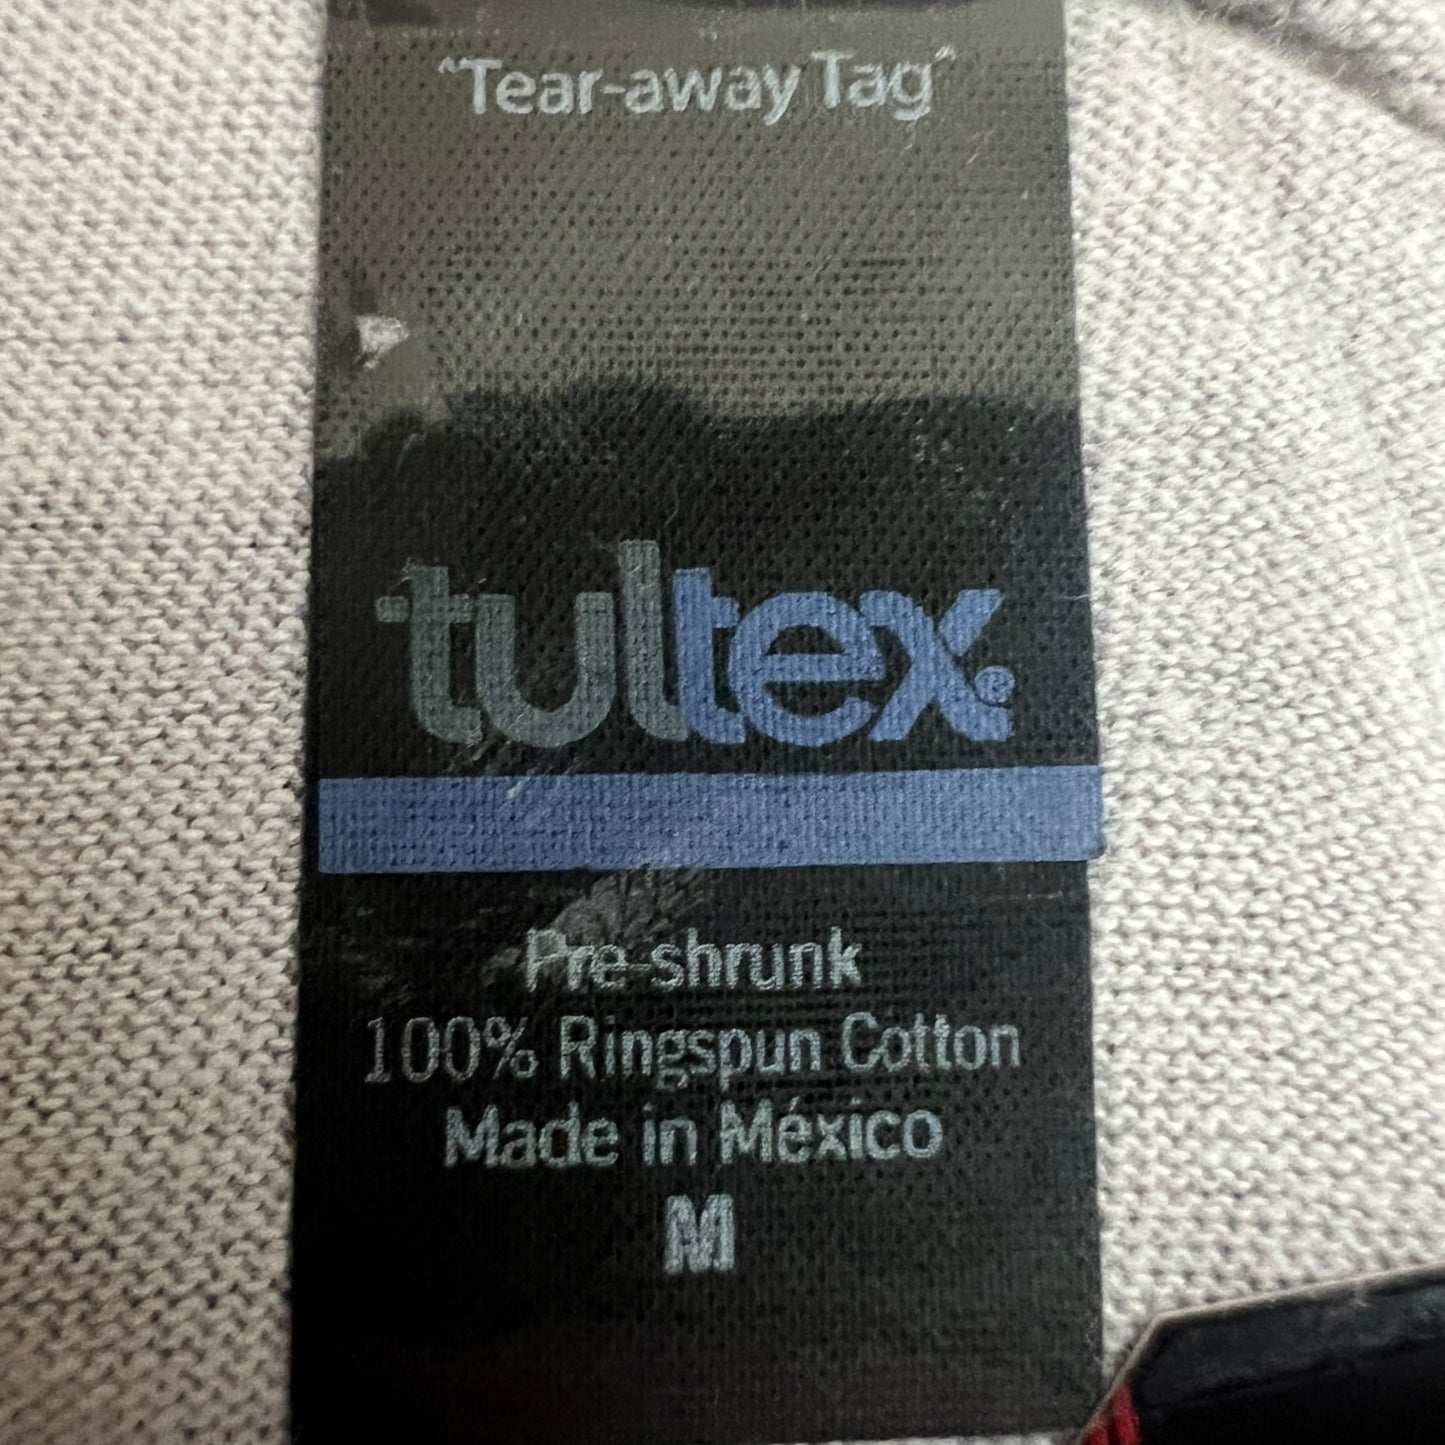 "Tear-away Tag"
tultex®
Pre-shrunk
100% Ringspun Cotton
Made in México
M